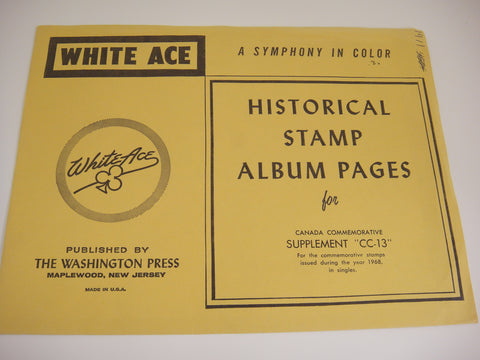 WHITE ACE
A SYMPHONY IN COLOR
White Ace
PUBLISHED BY
THE WASHINGTON PRESS
MAPLEWOOD, NEW JERSEY
MADE IN U.S.A.
HISTORICAL
STAMP
ALBUM PAGES
for
CANADA COMMEMORATIVE
SUPPLEMENT "CC-13"
For the commemorative stamps
issued during the year 1968,
in singles.